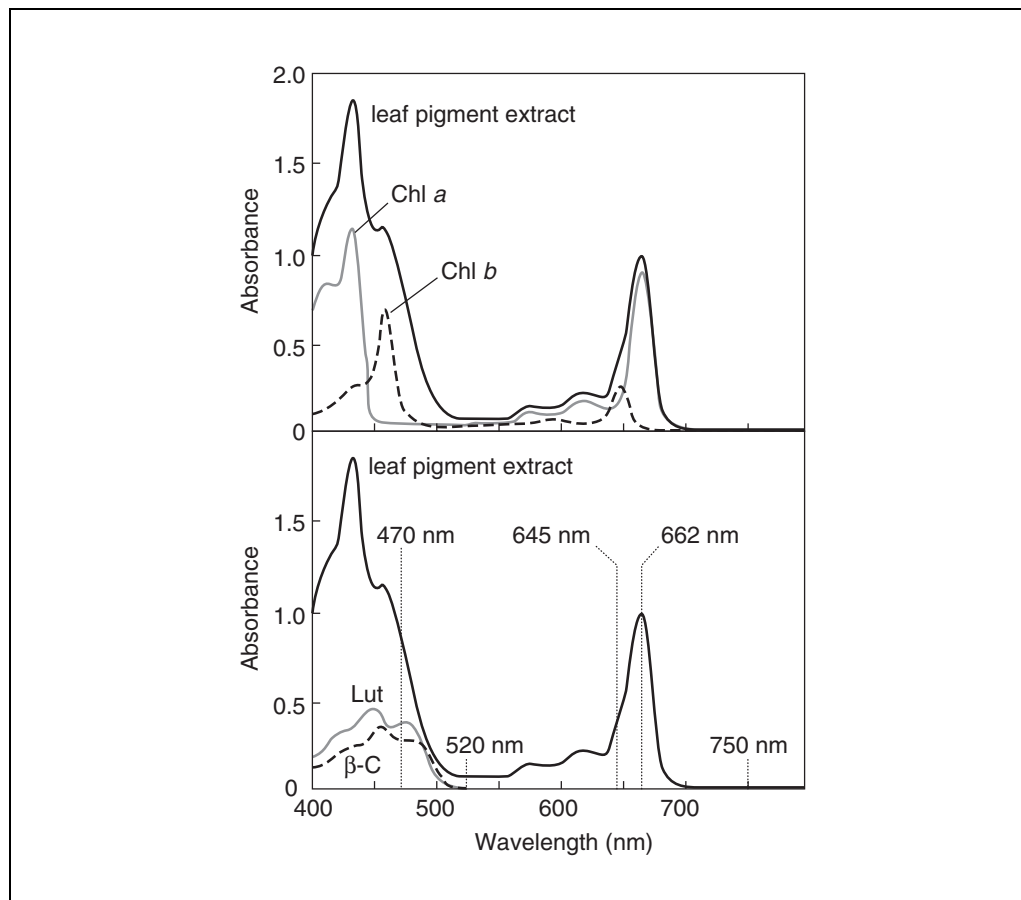 2.0
leaf pigment extract
1.5
Chl a
Absorbance
1.0
Chl b
0.5
0
leaf pigment extract
1.5
470 nm
645 nm
662 nm
Absorbance
1.0
Lut
0.5
520 nm
750 nm
β-C
0
400
500
600
700
Wavelength (nm)